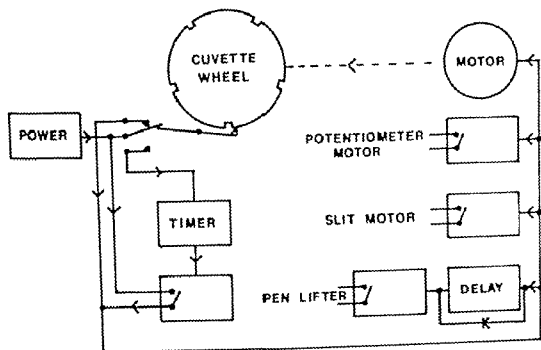 CUVETTE
WHEEL
MOTOR
POWER
POTENTIOMETER
MOTOR
TIMER
SLIT MOTOR
PEN LIFTER
DELAY